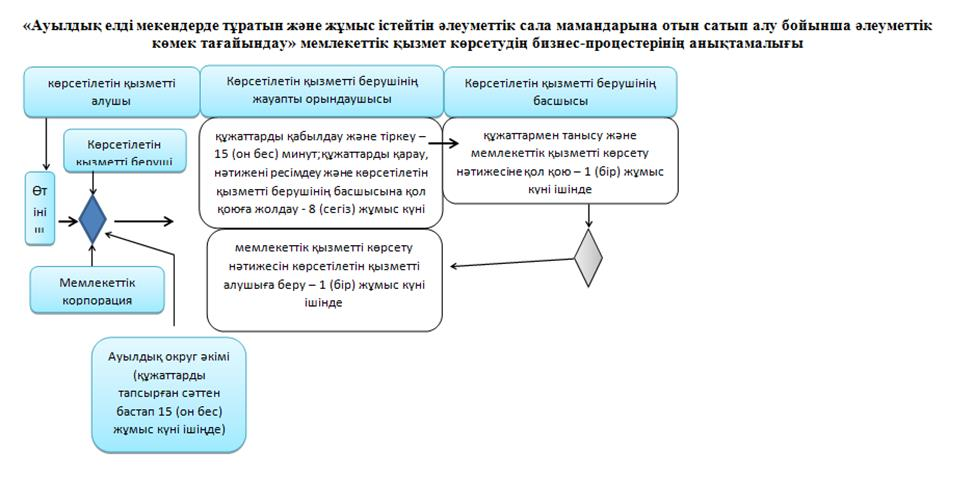 «Ауылдық елді мекендерде тұратын және жұмыс істейтін әлеуметтік сала мамандарына отын сатып алу бойынша әлеуметтік
көмек тағайындау» мемлекеттік қызмет көрсетудің бизнес-процестерінің анықтамалығы
көрсетілетін қызметті
алушы
Көрсетілетін қызметті берушінің
жауапты орындаушысы
Көрсетілетін қызметті берушінің
басшысы
Көрсетілетін
қызметті беруші
Өт
іні
ш
құжаттарды қабылдау және тіркеу –
15 (он бес) минут;құжаттарды қарау,
нәтижені ресімдеу және көрсетілетін
қызметті берушінің басшысына қол
қоюға жолдау - 8 (сегіз) жұмыс күні
құжаттармен танысу және
мемлекеттік қызметті көрсету
нәтижесіне қол қою – 1 (бір) жұмыс
күні ішінде
мемлекеттік қызметті көрсету
нәтижесін көрсетілетін қызметті
алушыға беру – 1 (бір) жұмыс күні
ішінде
Мемлекеттік
корпорация
Ауылдық округ әкімі
(құжаттарды
тапсырған сәттен
бастап 15 (он бес)
жұмыс күні ішіңде)